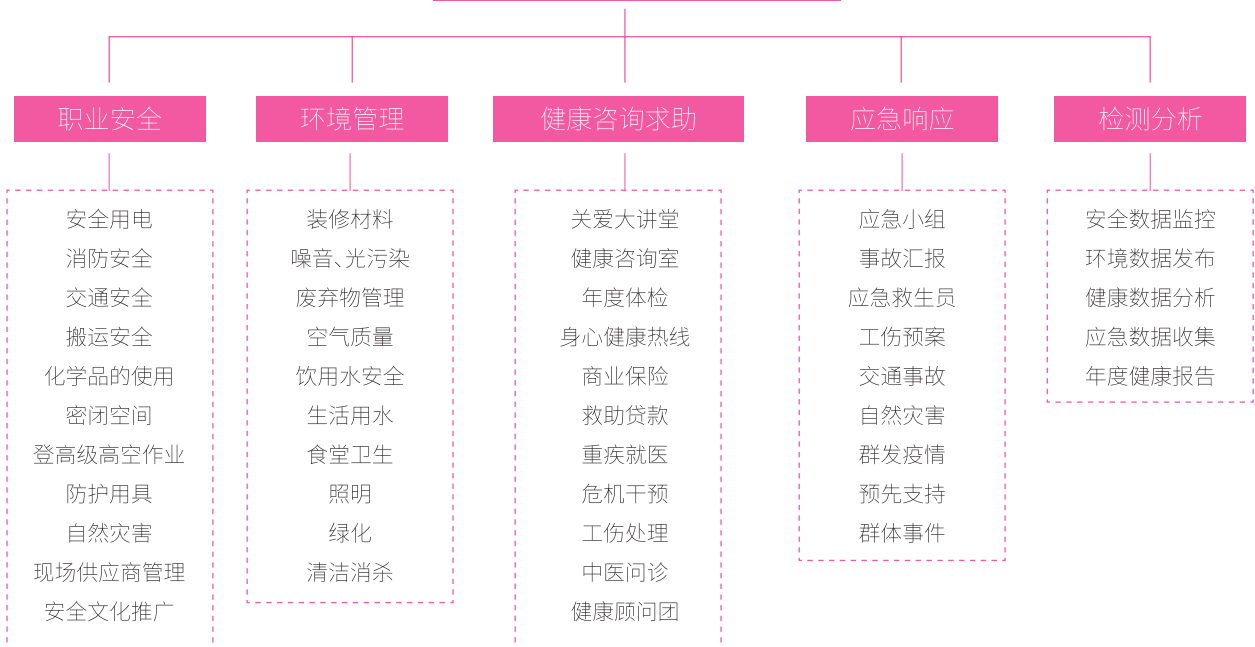 职业安全
安全用电
消防安全
交通安全
搬运安全
化学品的使用
密闭空间
登高级高空作业
防护用具
自然灾害
现场供应商管理
安全文化推广
环境管理
装修材料
噪音、光污染
废弃物管理
空气质量
饮用水安全
生活用水
食堂卫生
照明
绿化
清洁消杀
健康咨询求助
关爱大讲堂
健康咨询室
年度体检
身心健康热线
商业保险
救助贷款
重疾就医
危机干预
工伤处理
中医问诊
健康顾问团
应急响应
应急小组
事故汇报
应急救生员
工伤预案
交通事故
自然灾害
群发疫情
预先支持
群体事件
检测分析
安全数据监控
环境数据发布
健康数据分析
应急数据收集
年度健康报告